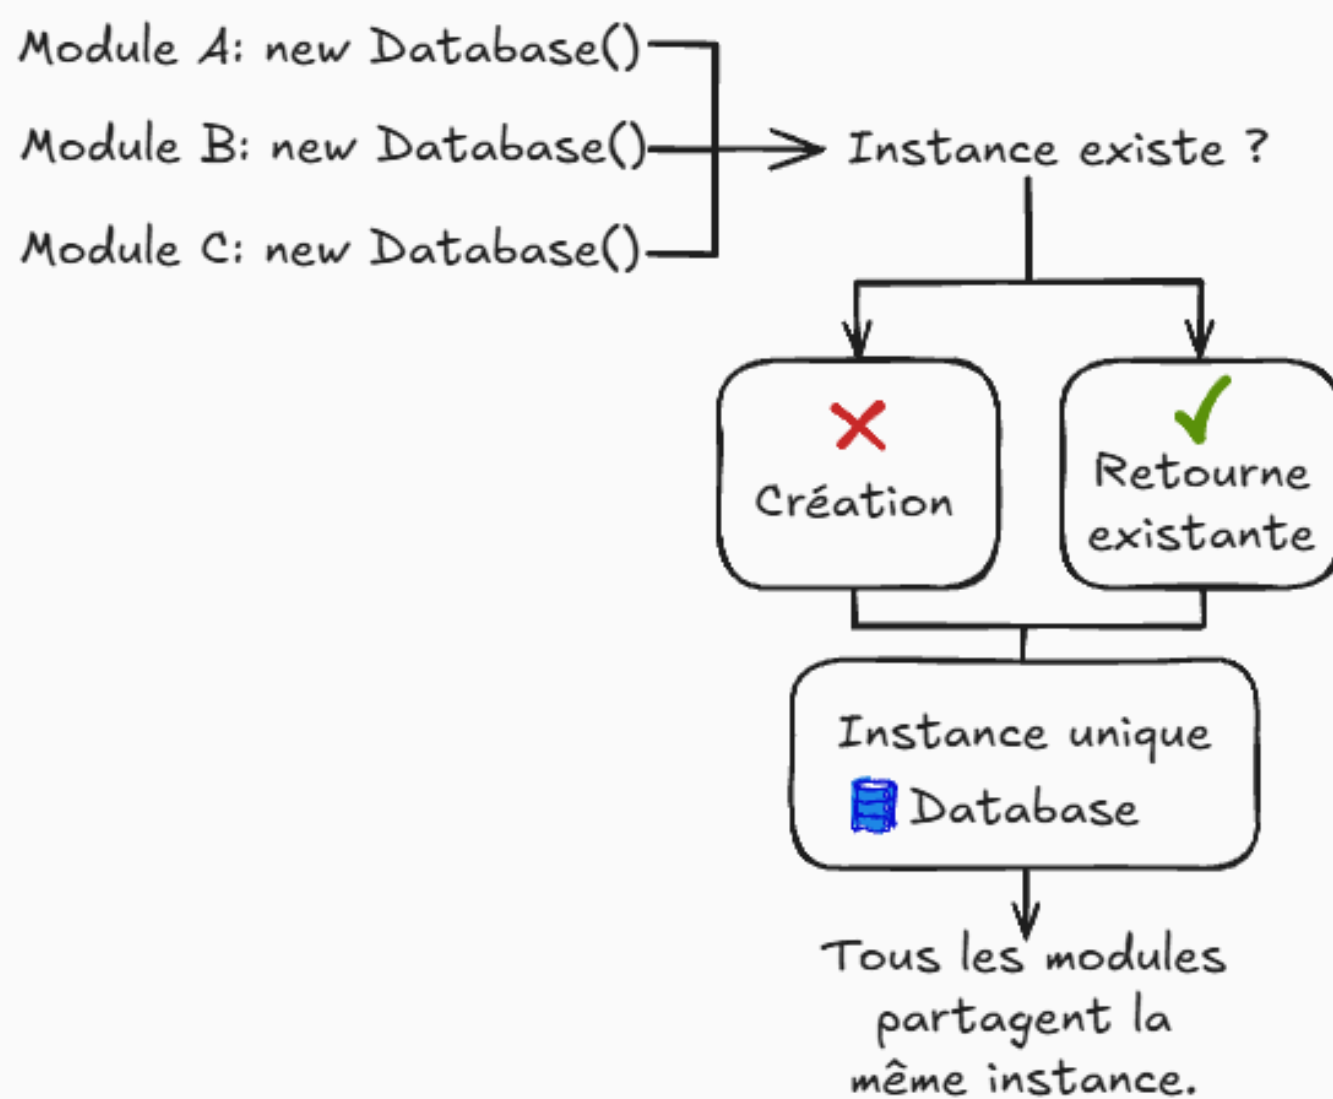 Module A: new Database()
Module B: new Database()
Module C: new Database()
Instance existe ?
Création
Retourne
existante
Instance unique
Database
Tous les modules
partagent la
même instance.